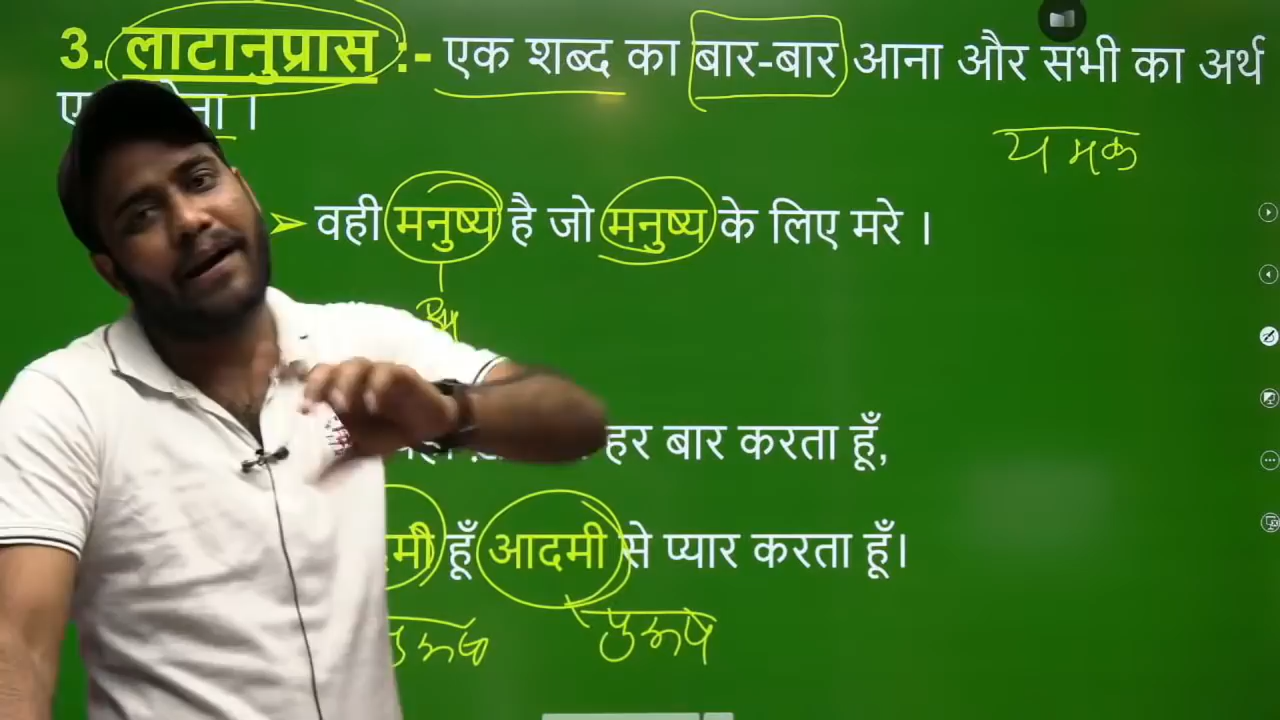 3. लाटानुप्रास :- एक शब्द का बार-बार आना और सभी का अर्थ
।
यमक
➢ वही मनुष्य है जो मनुष्य के लिए मरे ।
हर बार करता हूँ,
हूँ आदमी से प्यार करता हूँ।
पुरुष